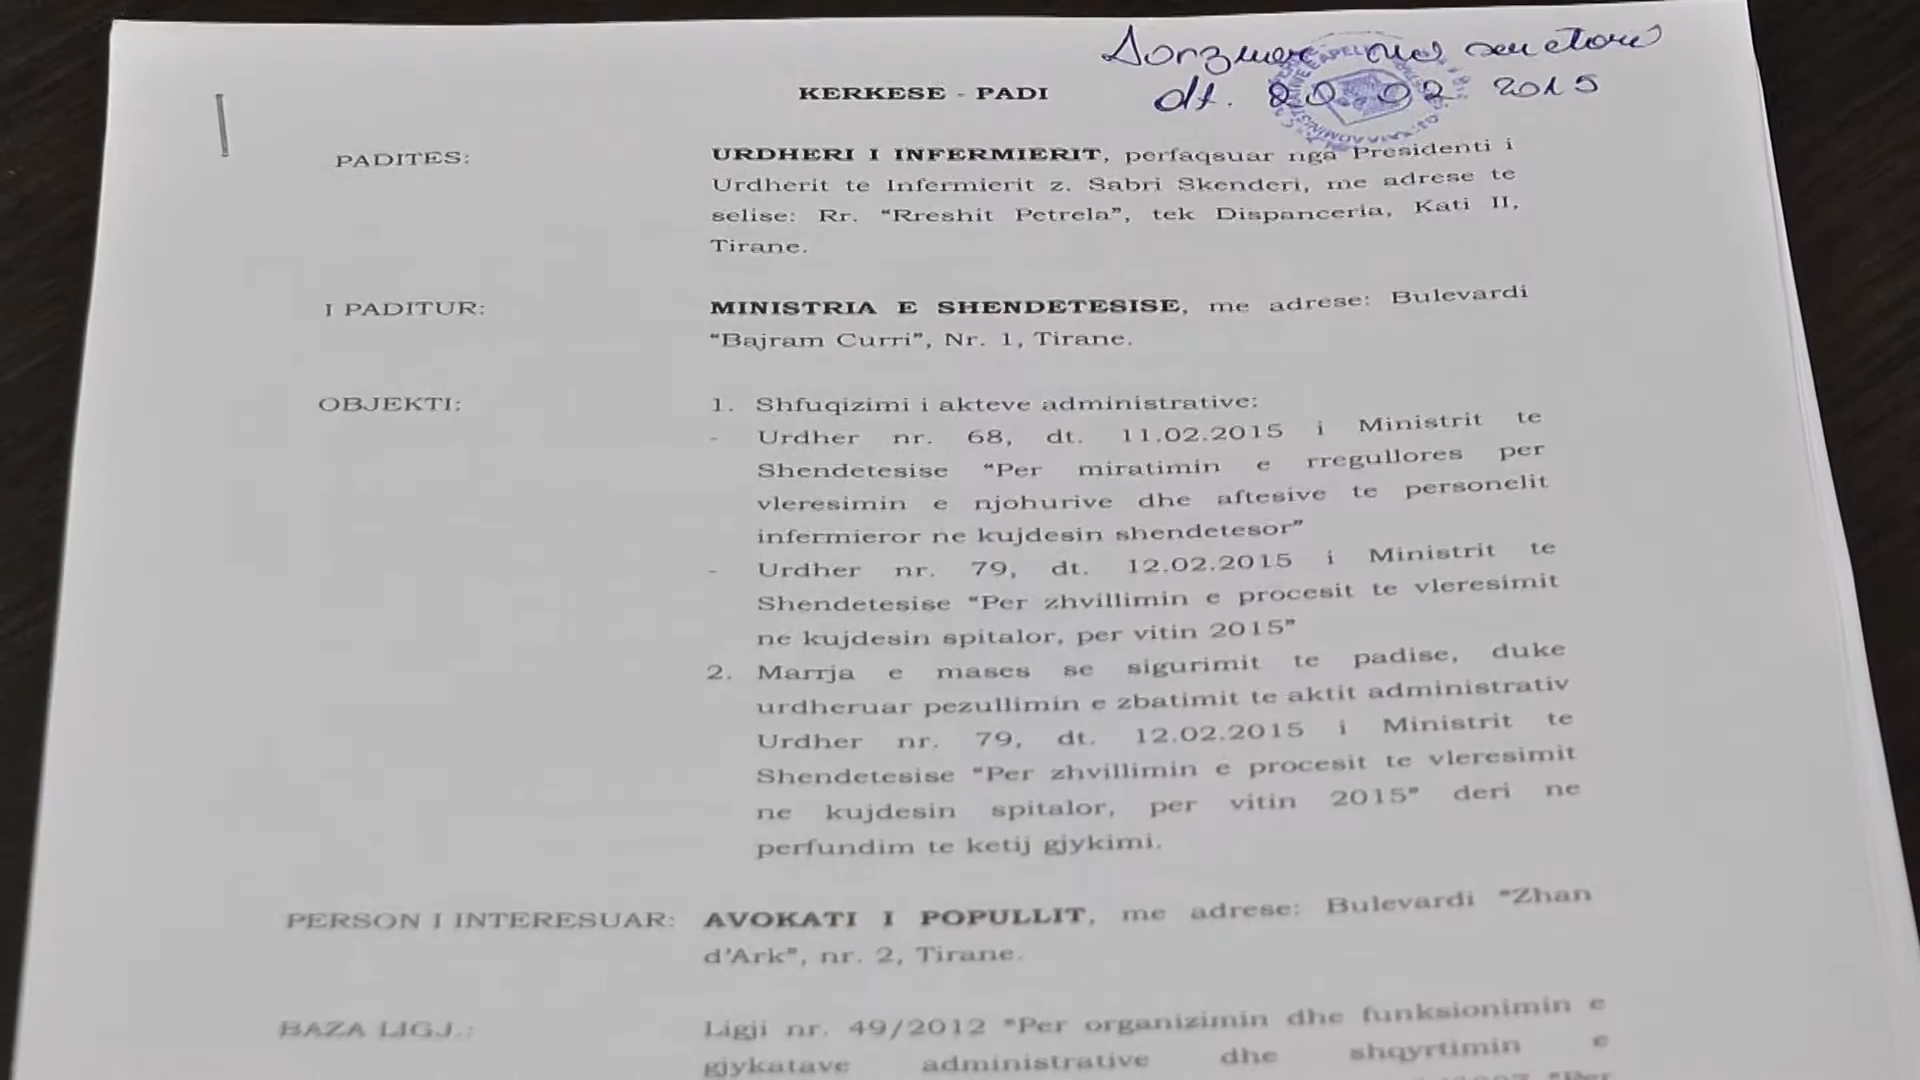 dt. 20.02 2015
KERKESE - PADI
PADITES:
URDHERI I INFERMIERIT, perfaqsuar nga Presidenti i
Urdherit te Infermierit z. Sabri Skenderi, me adrese te
selise: Rr. “Rreshit Petrela”, tek Dispanceria, Kati II,
Tirane.
I PADITUR:
MINISTRIA E SHENDETESISE, me adrese: Bulevardi
“Bajram Curri”, Nr. 1, Tirane.
OBJEKTI:
1. Shfuqizimi i akteve administrative:
- Urdher nr. 68, dt. 11.02.2015 i Ministrit te
Shendetesise “Per miratimin e rregullores per
vleresimin e njohurive dhe aftesive te personelit
infermieror ne kujdesin shendetesor”
- Urdher nr. 79, dt. 12.02.2015 i Ministrit te
Shendetesise “Per zhvillimin e procesit te vleresimit
ne kujdesin spitalor, per vitin 2015”
2. Marrja e mases se sigurimit te padise, duke
urdheruar pezullimin e zbatimit te aktit administrativ
Urdher nr. 79, dt. 12.02.2015 i Ministrit te
Shendetesise “Per zhvillimin e procesit te vleresimit
ne kujdesin spitalor, per vitin 2015” deri ne
perfundim te ketij gjykimi.
PERSON I INTERESUAR:
AVOKATI I POPULLIT, me adrese: Bulevardi “Zhan
d’Ark”, nr. 2, Tirane.
BAZA LIGJ.:
Ligji nr. 49/2012 “Per organizimin dhe funksionimin e
gjykatave administrative dhe shqyrtimin e
“Per